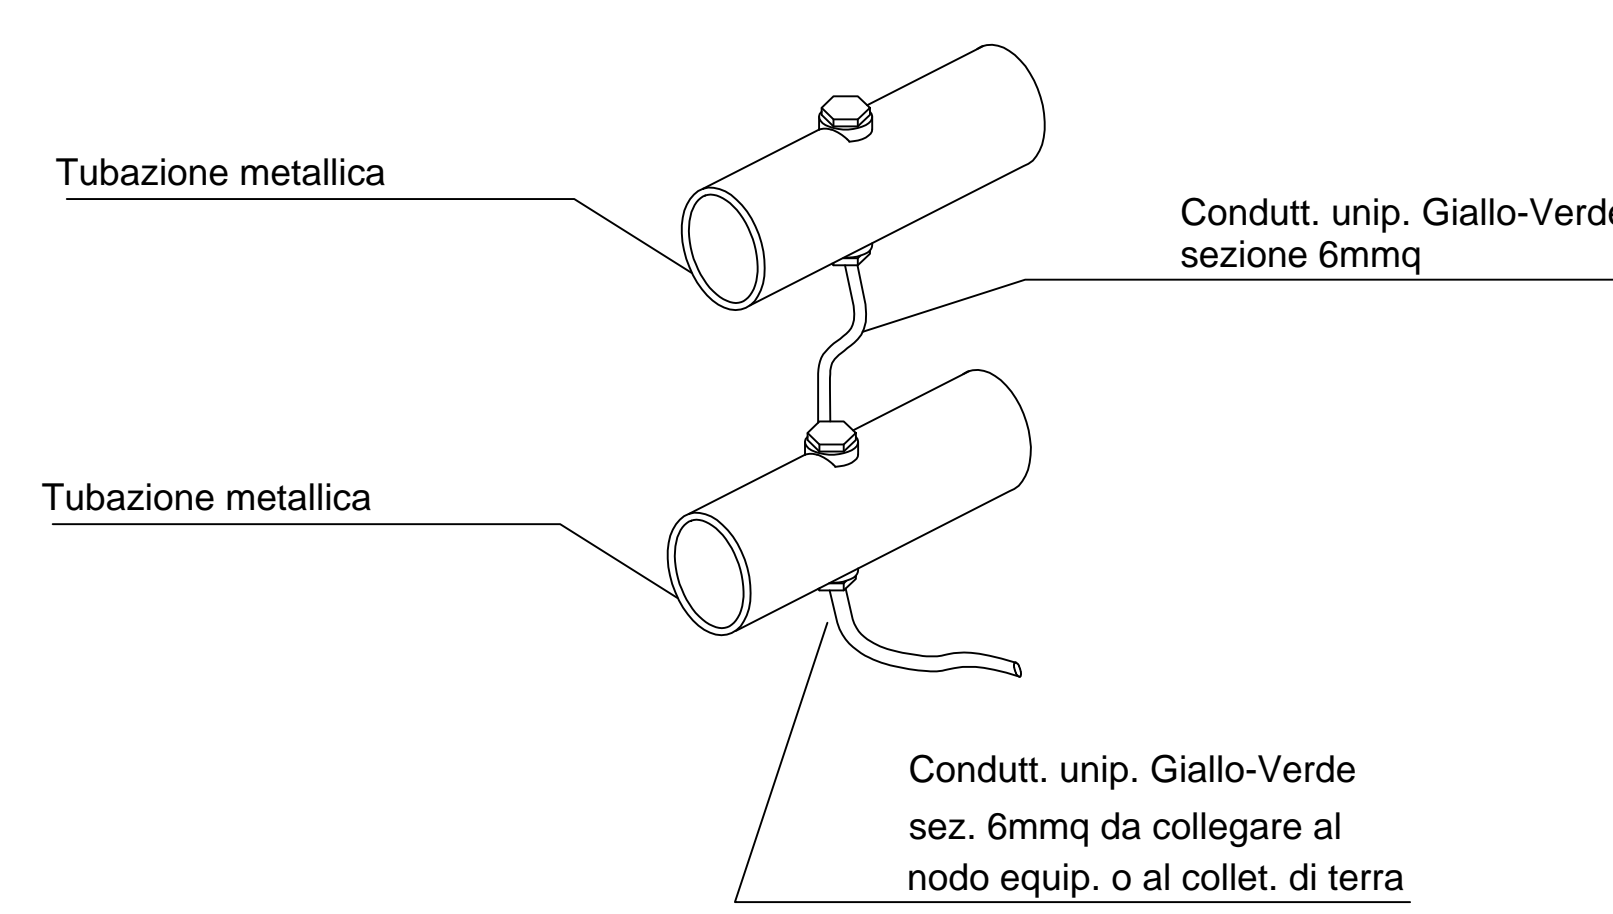 Tubazione metallica
Condutt. unip. Giallo-Verde
sezione 6mmq
Tubazione metallica
Condutt. unip. Giallo-Verde
sez. 6mmq da collegare al
nodo equip. o al collet. di terra